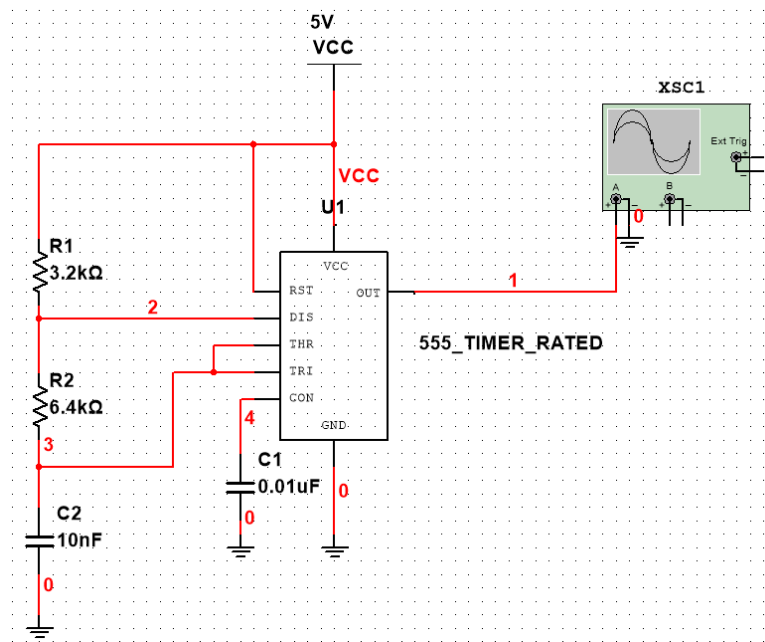 5V
VCC
XSC1
Ext Trig
+
−
A
B
+ − + −
0
VCC
U1
R1
3.2kΩ
VCC
RST
OUT
1
2
DIS
THR
555_TIMER_RATED
TRI
R2
6.4kΩ
CON
4
GND
3
C1
0.01uF
0
0
C2
10nF
0